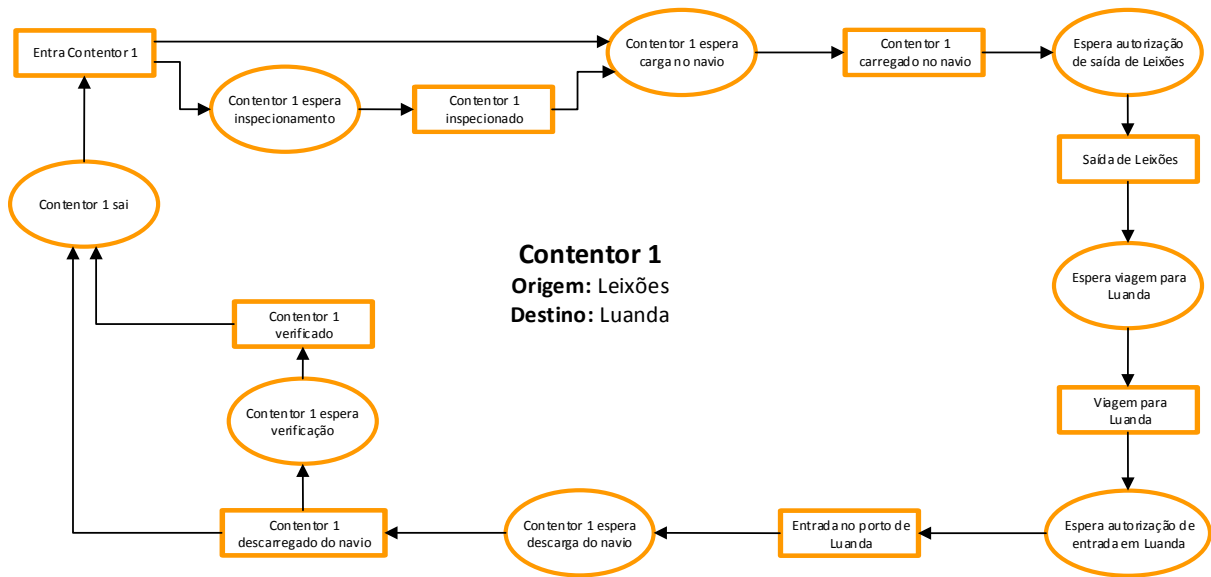 Entra Contentor 1
Contentor 1 espera
carga no navio
Contentor 1
carregado no navio
Espera autorização
de saída de Leixões
Contentor 1 espera
inspecionamento
Contentor 1
inspecionado
Saída de Leixões
Contentor 1 sai
Contentor 1
Origem: Leixões
Destino: Luanda
Espera viagem para
Luanda
Contentor 1
verificado
Contentor 1 espera
verificação
Viagem para
Luanda
Contentor 1
descarregado do navio
Contentor 1 espera
descarga do navio
Entrada no porto de
Luanda
Espera autorização de
entrada em Luanda